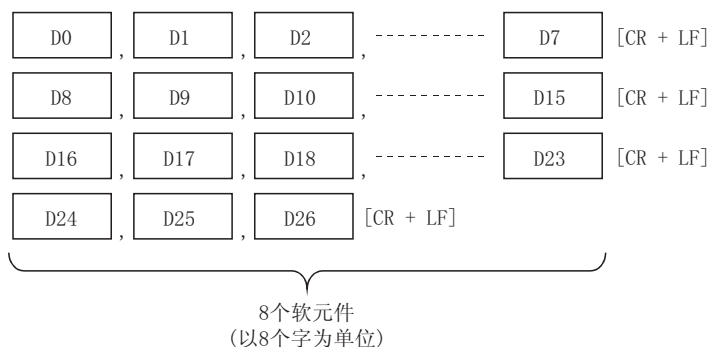 D0 , D1 , D2 , D7 [CR + LF]
D8 , D9 , D10 , D15 [CR + LF]
D16 , D17 , D18 , D23 [CR + LF]
D24 , D25 , D26 [CR + LF]
8个软元件
(以8个字为单位)